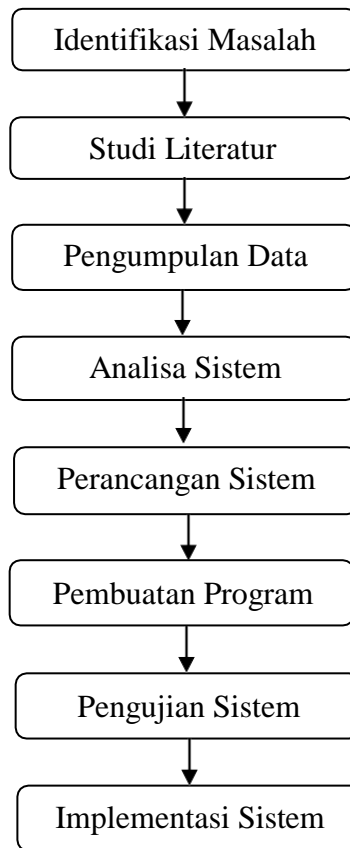 Identifikasi Masalah
Studi Literatur
Pengumpulan Data
Analisa Sistem
Perancangan Sistem
Pembuatan Program
Pengujian Sistem
Implementasi Sistem